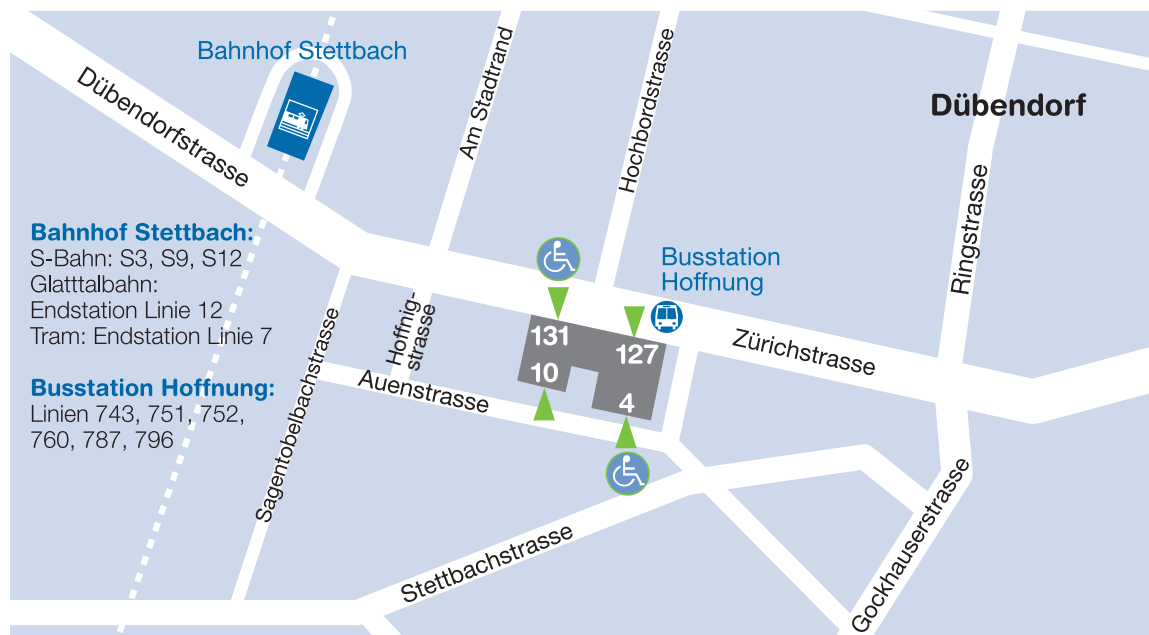 Bahnhof Stettbach
Dübendorfstrasse
Am Stadtrand
Hochbordstrasse
Dübendorf
Ringstrasse
Bahnhof Stettbach:
S-Bahn: S3, S9, S12
Glatttalbahn:
Endstation Linie 12
Tram: Endstation Linie 7
Busstation Hoffnung:
Linien 743, 751, 752,
760, 787, 796
Busstation
Hoffnung
Zürichstrasse
Hoffnig-
strasse
131
127
10
4
Auenstrasse
Sagentobelbachstrasse
Stettbachstrasse
Gockhauserstrasse